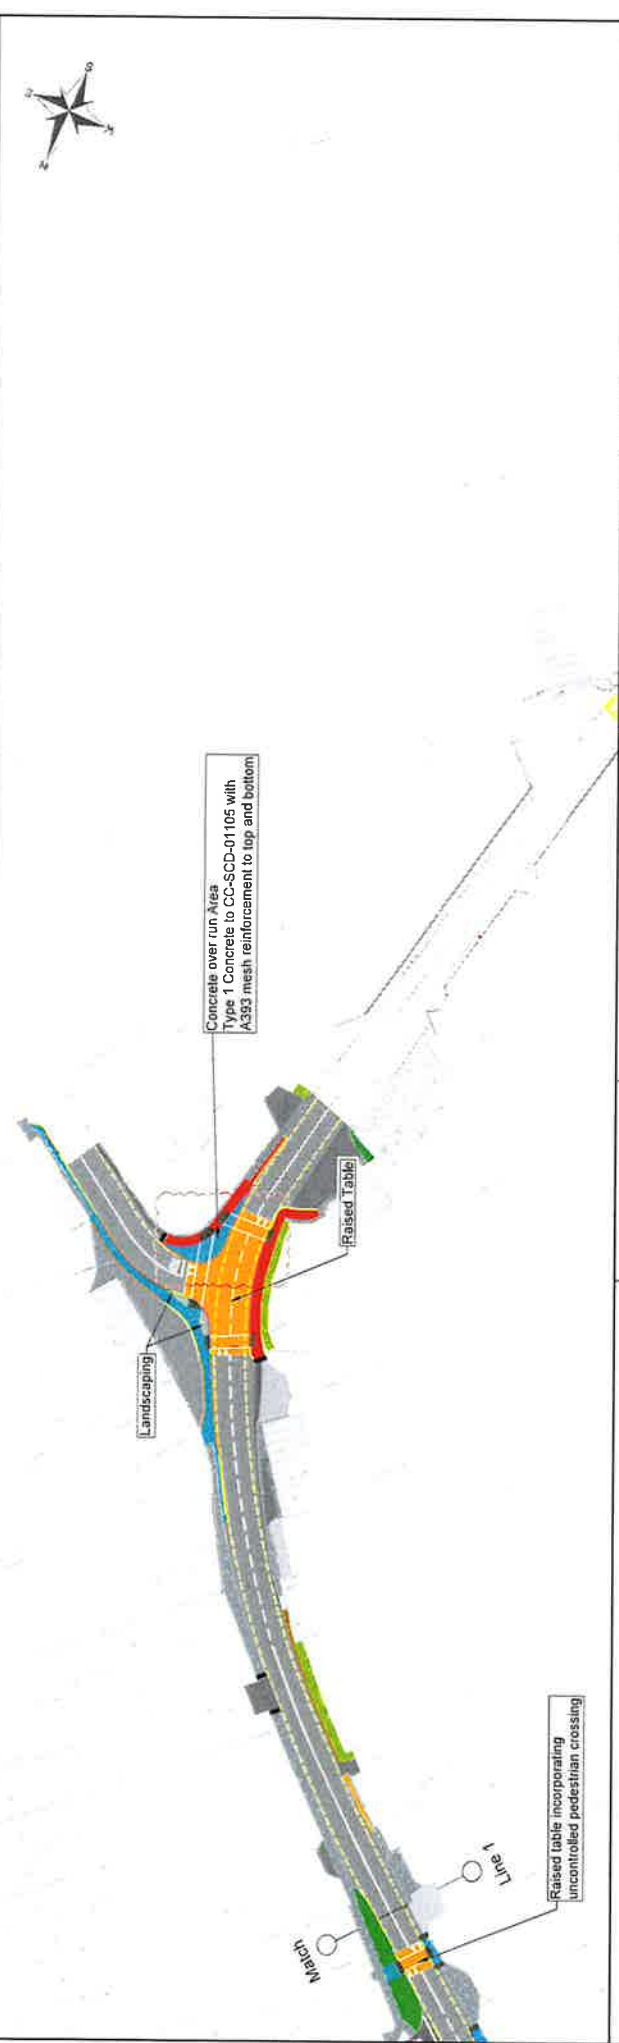 Concrete over run Area
Type 1 Concrete to CC-SCD-01105 with
A393 mesh reinforcement to top and bottom
Raised Table
Landscaping
Match
Line 1
Raised table incorporating
uncontrolled pedestrian crossing
S
N